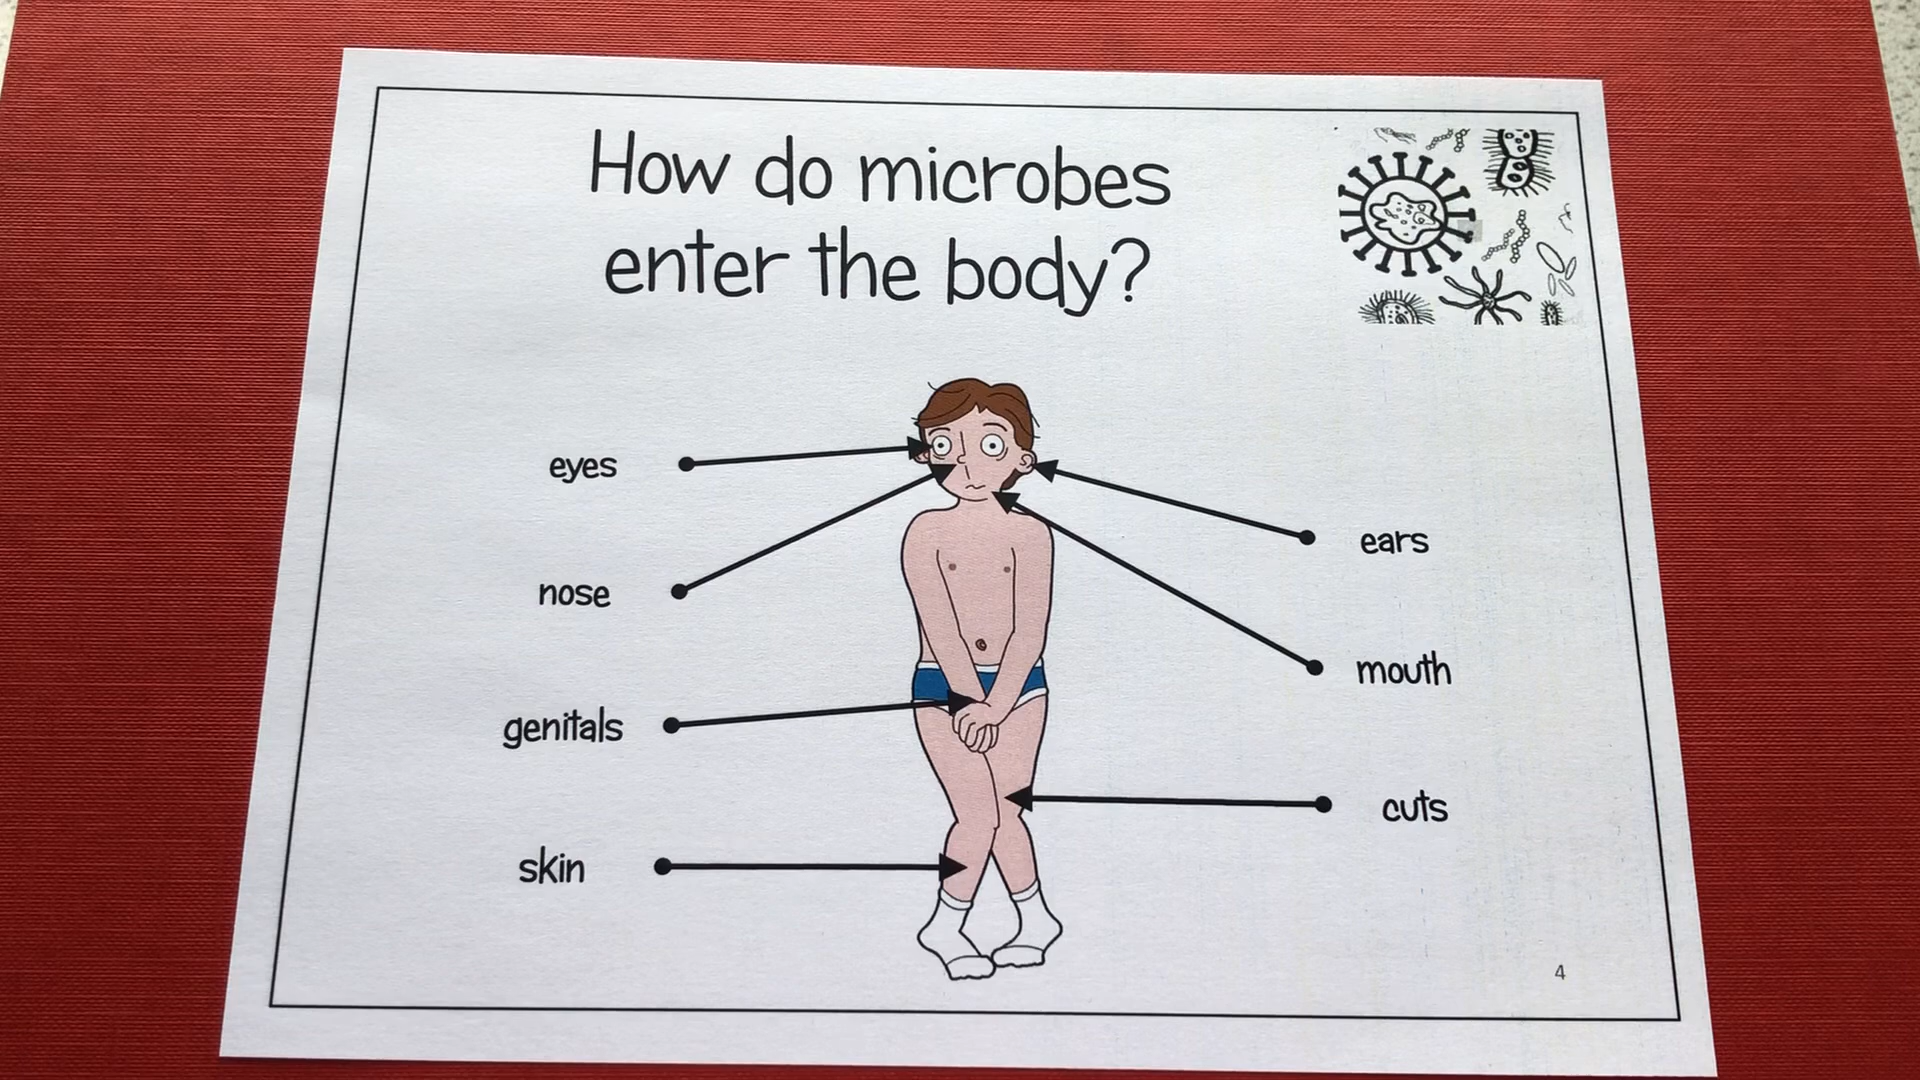 How do microbes
enter the body?
eyes
nose
genitals
skin
ears
mouth
cuts
4